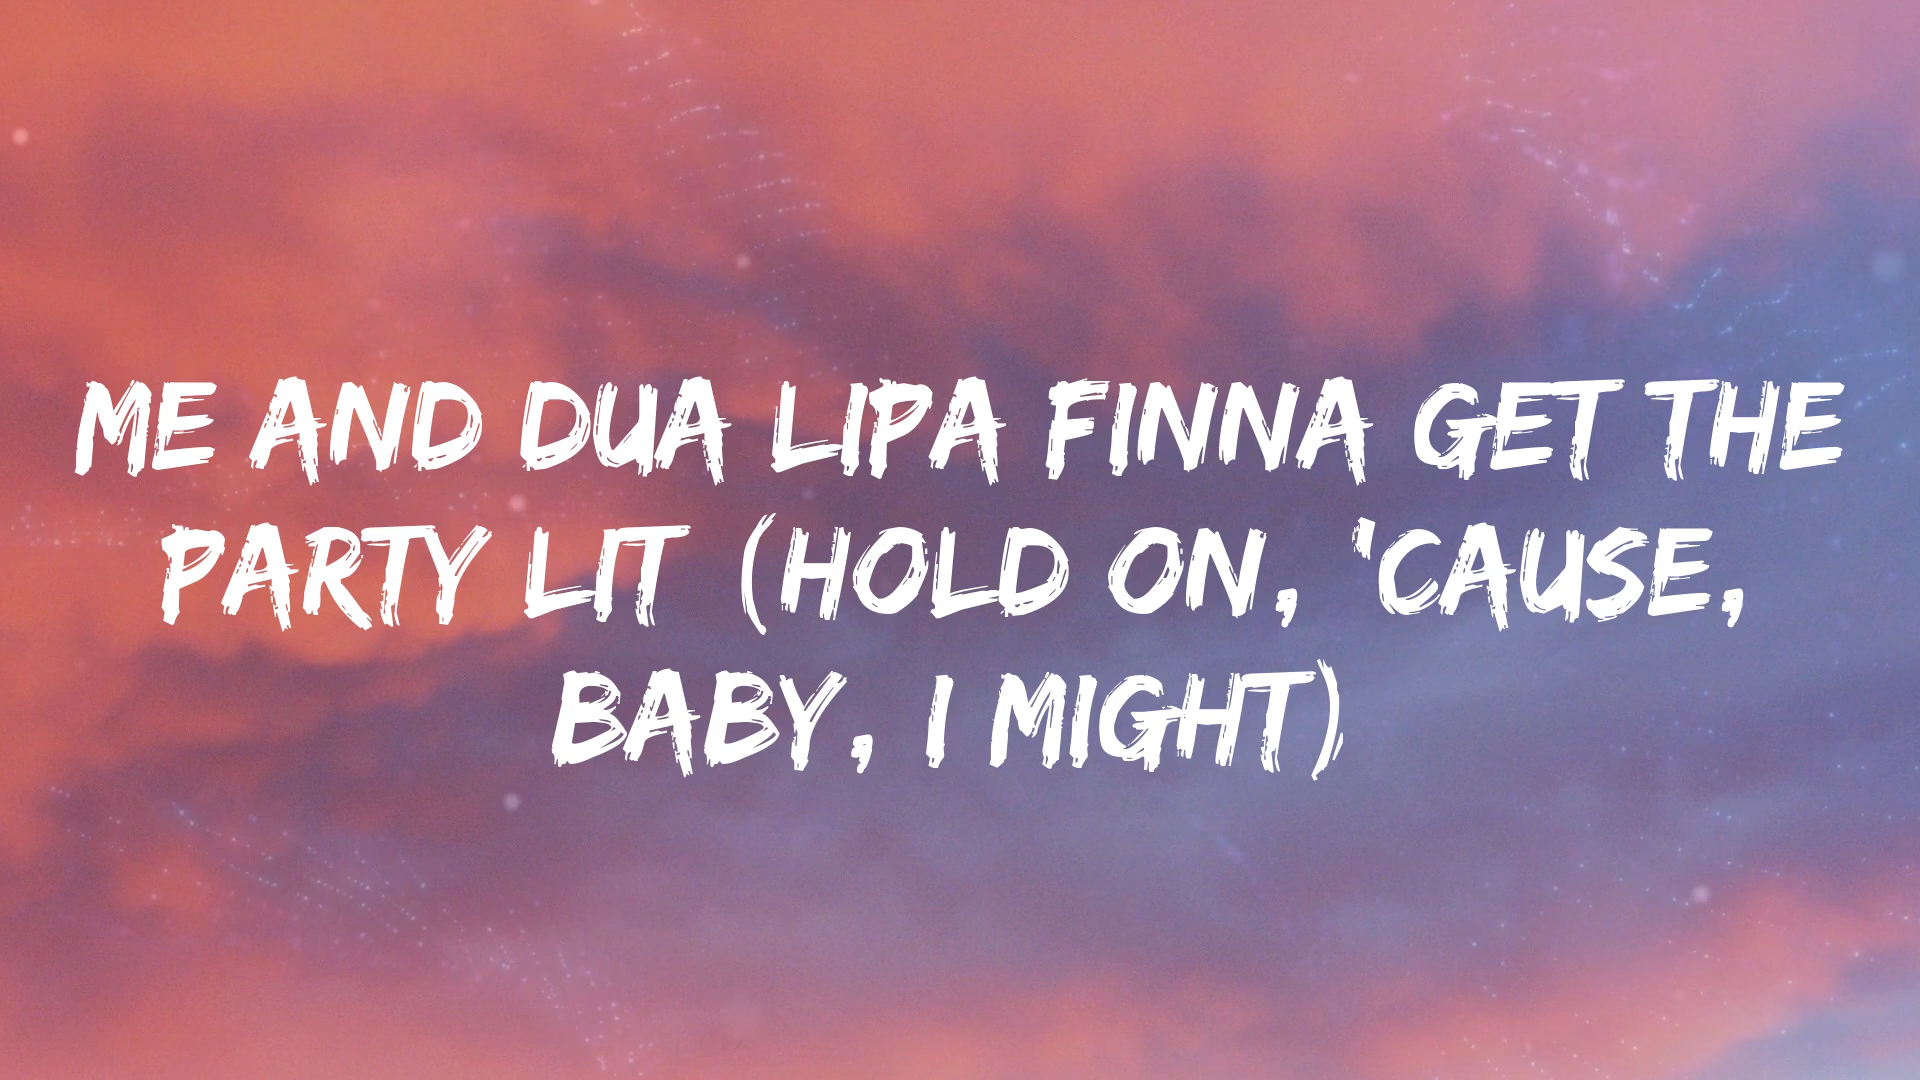 ME AND DUA LIPA FINNA GET THE
PARTY LIT (HOLD ON, 'CAUSE,
BABY, I MIGHT)